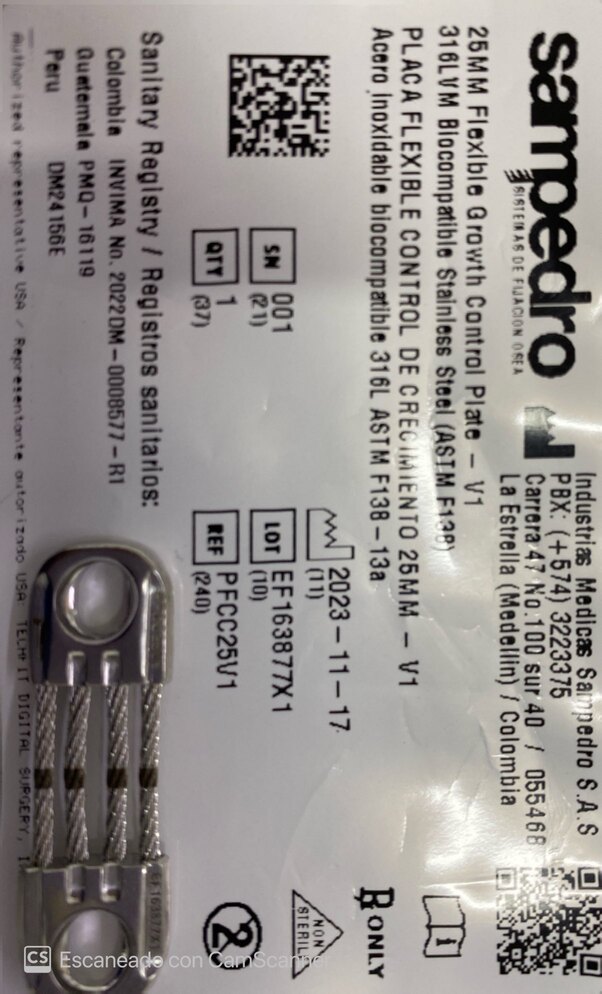 sampedro
SISTEMAS DE FIJACION OSEA
Industrias Medicas Sampedro S.A.S
PBX: (+574) 3223375
Carrera 47 No.100 sur 40 / 055468
La Estrella (Medellin) / Colombia
25MM Flexible Growth Control Plate - V1
316LVM Biocompatible Stainless Steel (ASTM F138)
PLACA FLEXIBLE CONTROL DE CRECIMIENTO 25MM - V1
Acero Inoxidable biocompatible 316L ASTM F138-13a
2023-11-17
(11)
SN 001
(21)
LOT EF163877X1
(10)
QTY 1
(37)
REF PFCC25V1
(240)
RONLY
NON
STERILE
2
Sanitary Registry / Registros sanitarios:
Colombia INVIMA No. 2022DM-0008577-R1
Guatemala PMQ-16119
Peru DM24156E
Authorized representative USA / Representante autorizado USA: TECHFIT DIGITAL SURGERY,
EF163877X1
CS Escaneado con CamScanner